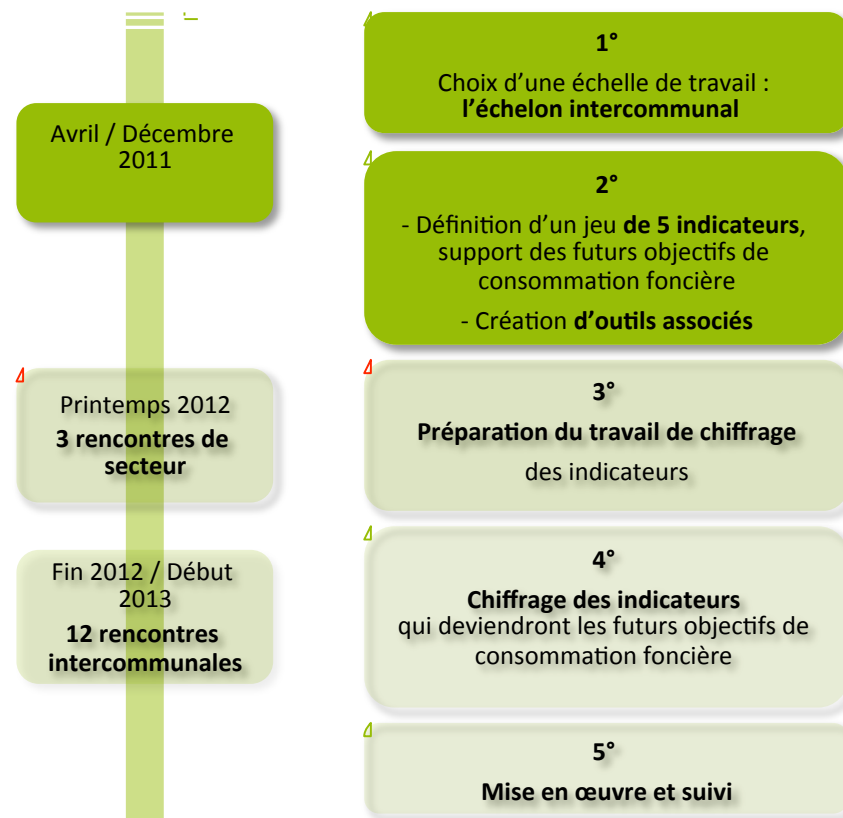 Avril / Décembre
2011
Printemps 2012
3 rencontres de
secteur
Fin 2012 / Début
2013
12 rencontres
intercommunales
1°
Choix d’une échelle de travail :
l’échelon intercommunal
2°
- Définition d’un jeu de 5 indicateurs,
support des futurs objectifs de
consommation foncière
- Création d’outils associés
3°
Préparation du travail de chiffrage
des indicateurs
4°
Chiffrage des indicateurs
qui deviendront les futurs objectifs de
consommation foncière
5°
Mise en œuvre et suivi